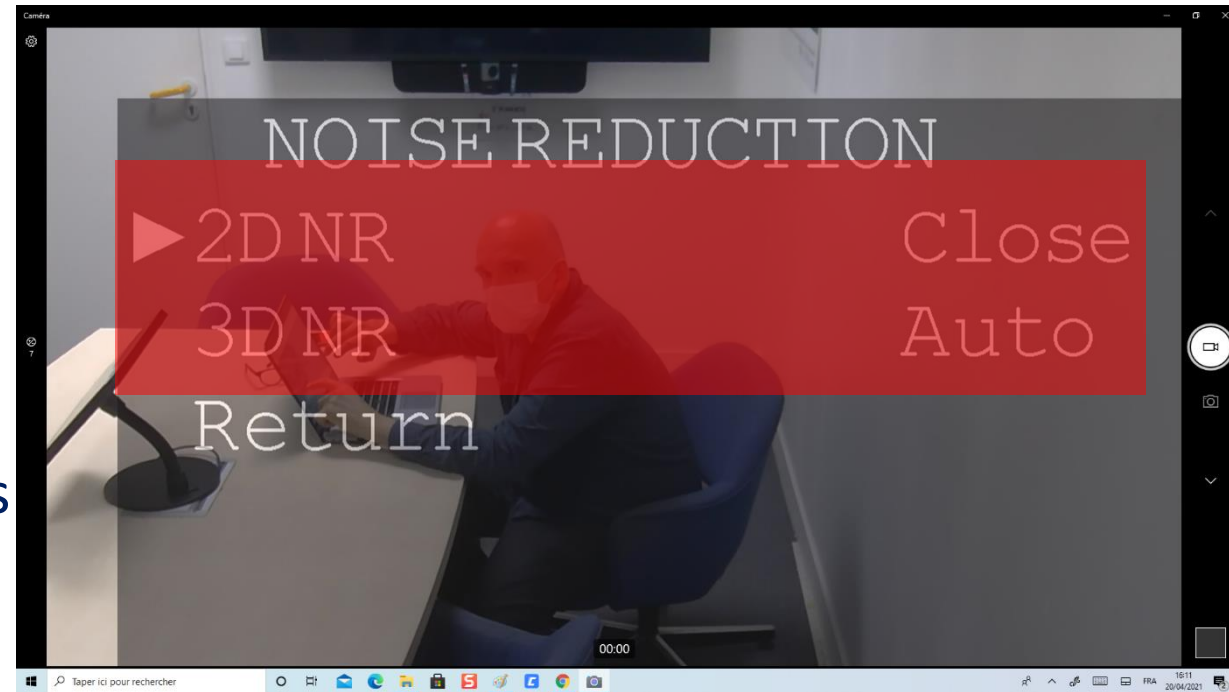 Caméra
NOISE REDUCTION
2D NR Close
3D NR Auto
Return
7
S
00:00
Taper ici pour rechercher
FRA
16:11
20/04/2021